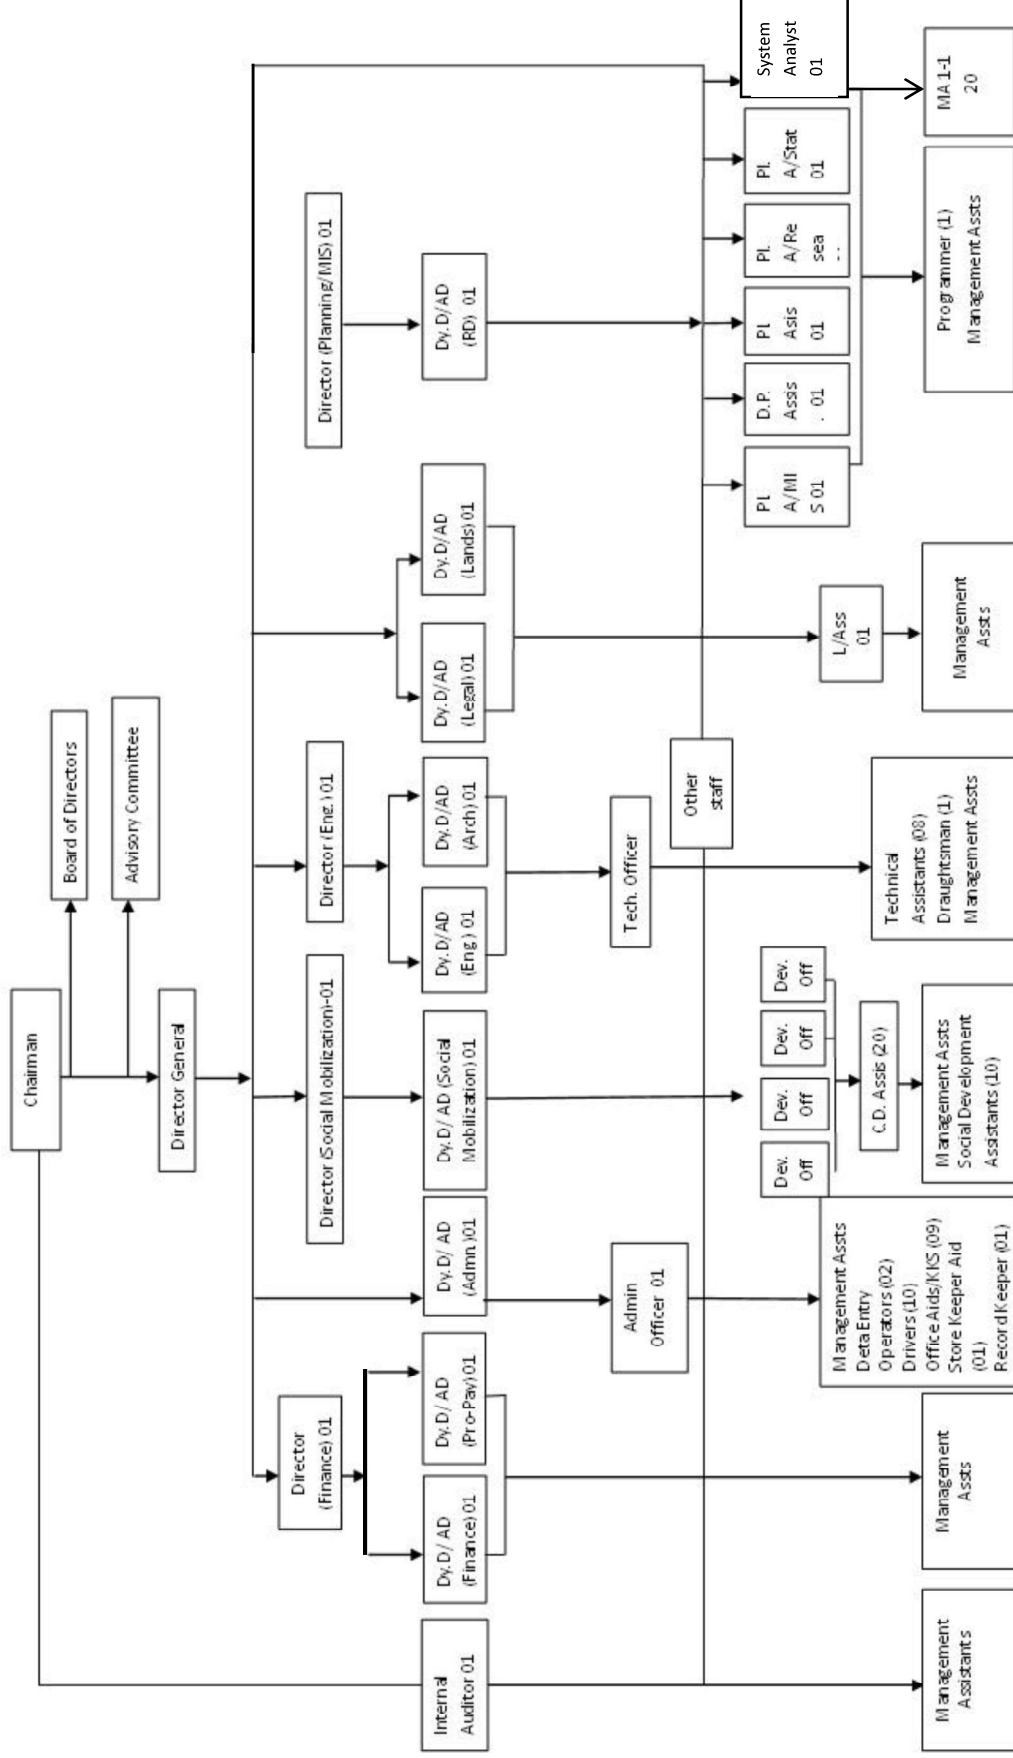 Chairman
Board of Directors
Advisory Committee
Director General
Director
(Finance) 01
Director (Social Mobilization)-01
Director (Eng.) 01
Director (Planning/MIS) 01
Internal
Auditor 01
Dy.D/ AD
(Finance) 01
Dy.D/ AD
(Pro-Pav) 01
Dy.D/ AD
(Admn.)01
Dy.D/ AD (Social
Mobilization) 01
Dy.D/AD
(Eng ) 01
Dy.D/AD
(Arch) 01
Dy.D/AD
(Legal) 01
Dy.D/AD
(Lands) 01
Dy.D/AD
(RD) 01
Admin
Officer 01
Tech. Officer
Other
staff
Dev.
Off
Dev.
Off
Dev.
Off
Dev.
Off
C.D. Assis (20)
L/Ass
01
Pl.
A/MI
S 01
D.P.
Assis
. 01
Pl.
Asis
01
Pl.
A/Re
sea
Pl.
A/Stat
01
System
Analyst
01
Management
Assistants
Management
Assts
Management Assts
Deta Entry
Operators (02)
Drivers (10)
Office Aids/KKS (09)
Store Keeper Aid
(01)
Record Keeper (01)
Management Assts
Social Development
Assistants (10)
Technical
Assistants (08)
Draughtsman (1)
Management Assts
Management
Assts
Programmer (1)
Management Assts
MA 1-1
20